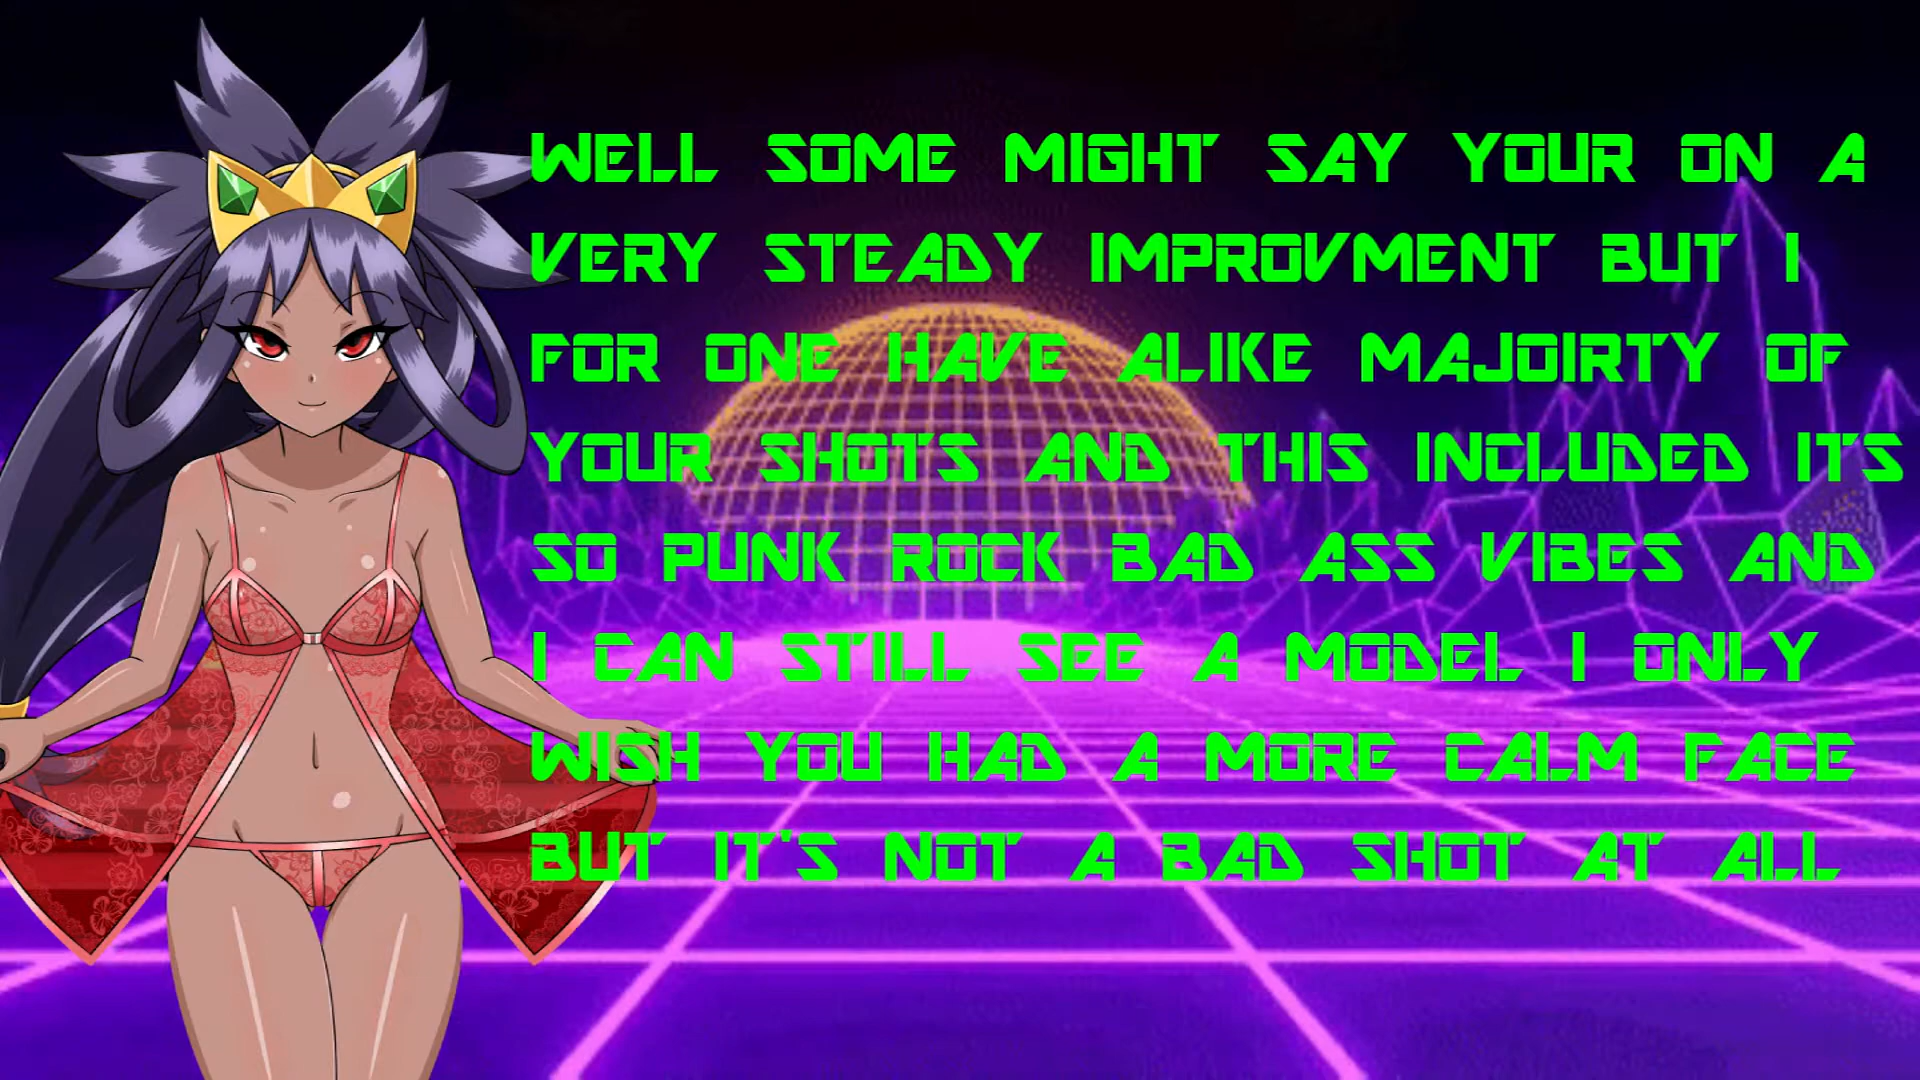 WELL SOME MIGHT SAY YOUR ON A
VERY STEADY IMPROVMENT BUT I
FOR ONE HAVE ALIKE MAJOIRTY OF
YOUR SHOTS AND THIS INCLUDED ITS
SO PUNK ROCK BAD ASS VIBES AND
I CAN STILL SEE A MODEL I ONLY
WISH YOU HAD A MORE CALM FACE
BUT IT'S NOT A BAD SHOT AT ALL